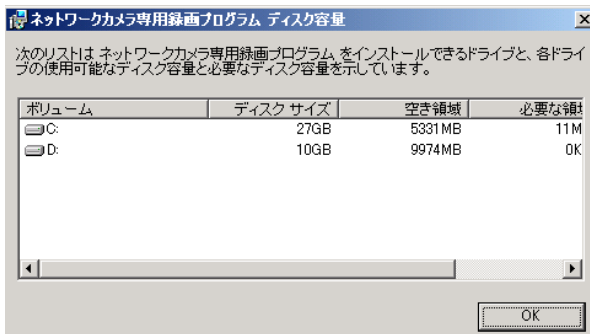 ネットワークカメラ専用録画プログラム ディスク容量
次のリストは ネットワークカメラ専用録画プログラム をインストールできるドライブと、各ドライ
ブの使用可能なディスク容量と必要なディスク容量を示しています。
ボリューム ディスク サイズ 空き領域 必要な領域
C: 27GB 5331MB 11M
D: 10GB 9974MB 0K
OK